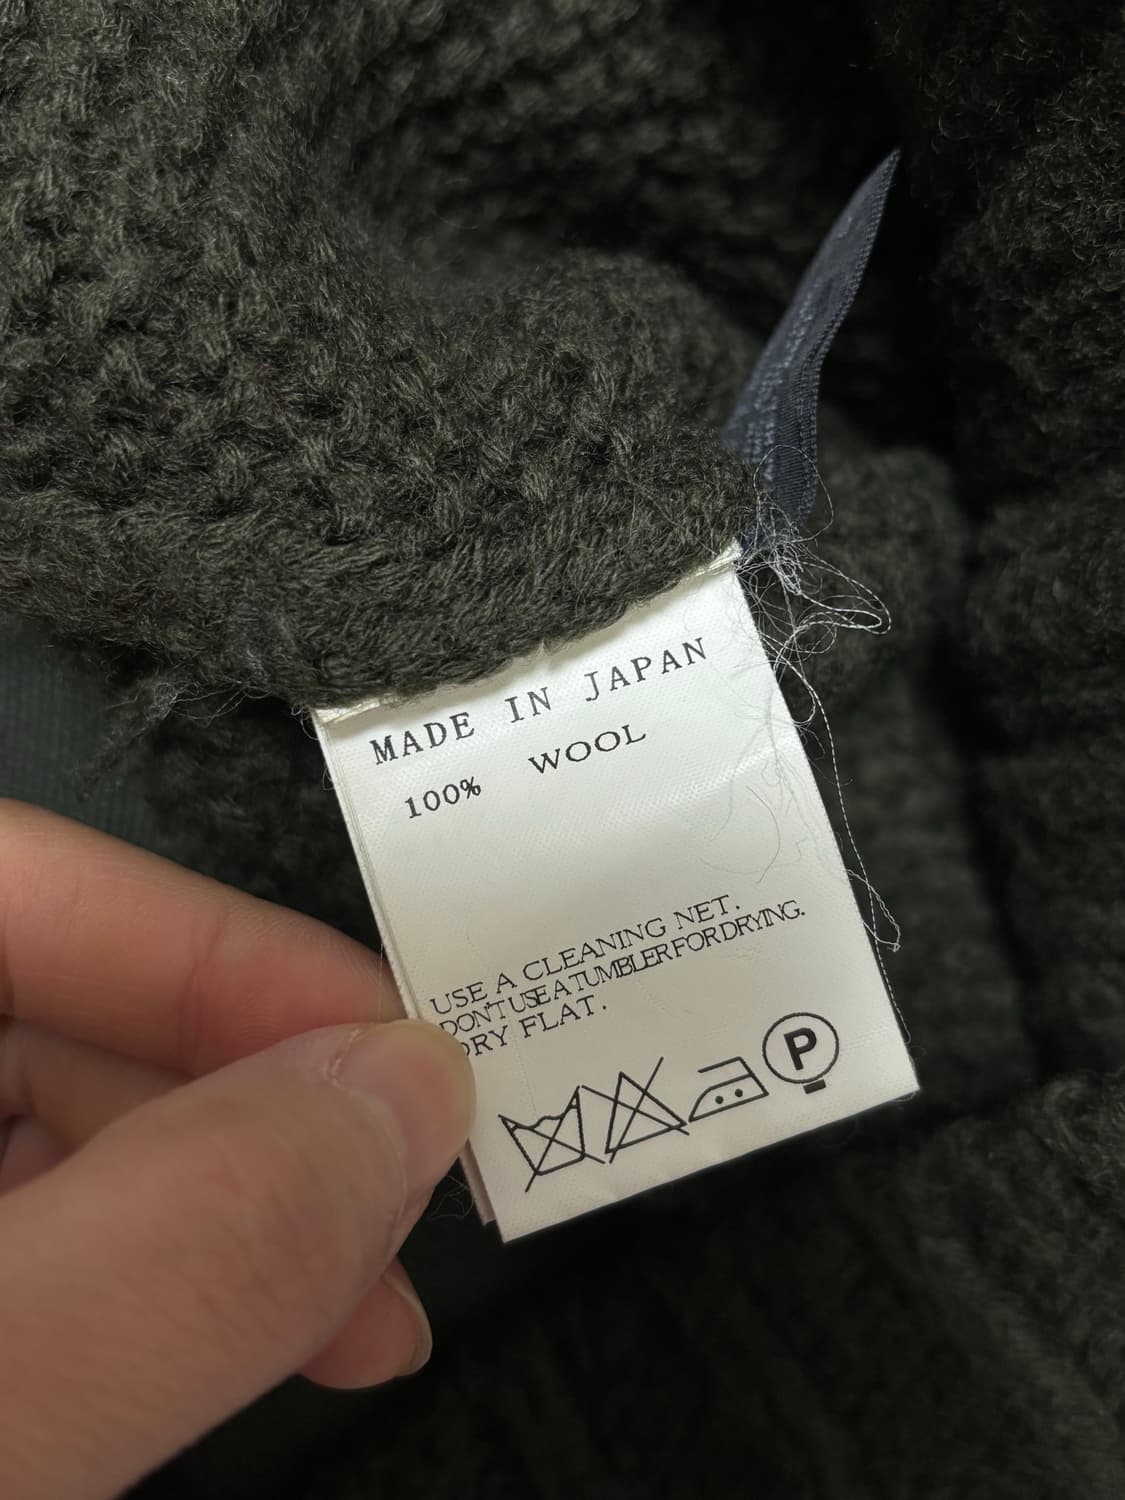 MADE IN JAPAN
100% WOOL
USE A CLEANING NET.
DON'T USE A TUMBLER FOR DRYING.
DRY FLAT.
P